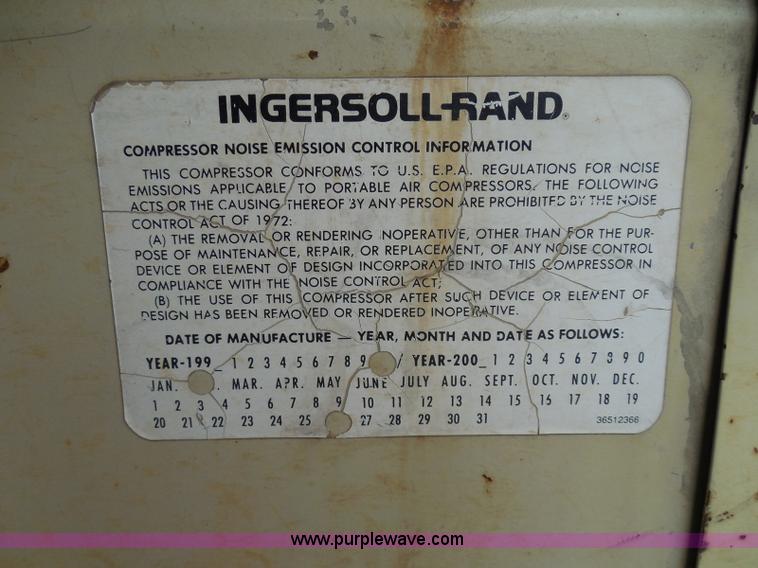 INGERSOLL-RAND®
COMPRESSOR NOISE EMISSION CONTROL INFORMATION
THIS COMPRESSOR CONFORMS TO U.S. E.P.A. REGULATIONS FOR NOISE
EMISSIONS APPLICABLE TO PORTABLE AIR COMPRESSORS. THE FOLLOWING
ACTS OR THE CAUSING THEREOF BY ANY PERSON ARE PROHIBITED BY THE NOISE
CONTROL ACT OF 1972:
(A) THE REMOVAL OR RENDERING INOPERATIVE, OTHER THAN FOR THE PUR-
POSE OF MAINTENANCE, REPAIR, OR REPLACEMENT, OF ANY NOISE CONTROL
DEVICE OR ELEMENT OF DESIGN INCORPORATED INTO THIS COMPRESSOR IN
COMPLIANCE WITH THE NOISE CONTROL ACT;
(B) THE USE OF THIS COMPRESSOR AFTER SUCH DEVICE OR ELEMENT OF
DESIGN HAS BEEN REMOVED OR RENDERED INOPERATIVE.
DATE OF MANUFACTURE — YEAR, MONTH AND DATE AS FOLLOWS:
YEAR-199_ 1 2 3 4 5 6 7 8 9 / YEAR-200_ 1 2 3 4 5 6 7 8 9 0
JAN. MAR. APR. MAY JUNE JULY AUG. SEPT. OCT. NOV. DEC.
1 2 3 4 5 6 7 8 9 10 11 12 13 14 15 16 17 18 19
20 21 22 23 24 25 27 28 29 30 31 36512366
www.purplewave.com